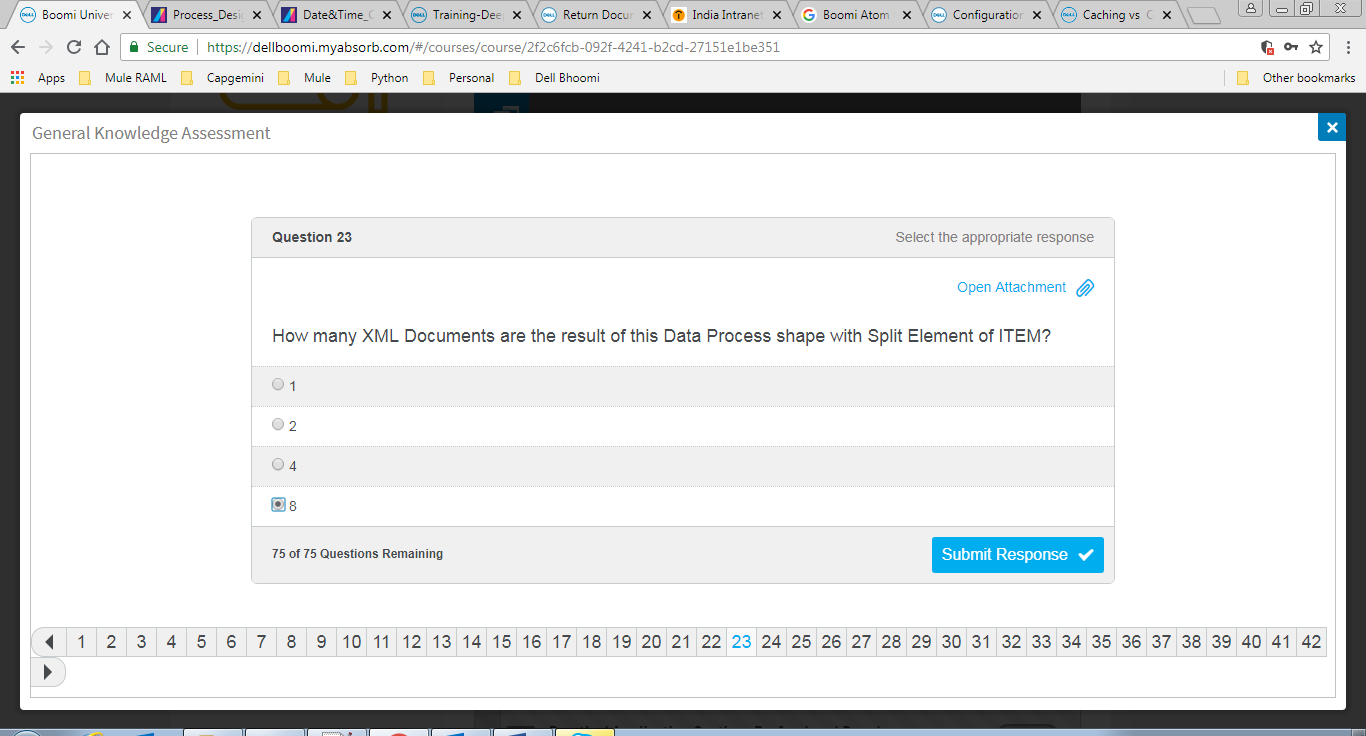 Boomi Univer
Process_Desi
Date&Time_C
Training-Dee
Return Docur
India Intranet
Boomi Atom
Configuration
Caching vs C
Secure
https://dellboomi.myabsorb.com/#/courses/course/2f2c6fcb-092f-4241-b2cd-27151e1be351
Apps Mule RAML Capgemini Mule Python Personal Dell Bhoomi Other bookmarks
General Knowledge Assessment
Question 23 Select the appropriate response
Open Attachment
How many XML Documents are the result of this Data Process shape with Split Element of ITEM?
1
2
4
8
75 of 75 Questions Remaining Submit Response
1 2 3 4 5 6 7 8 9 10 11 12 13 14 15 16 17 18 19 20 21 22 23 24 25 26 27 28 29 30 31 32 33 34 35 36 37 38 39 40 41 42